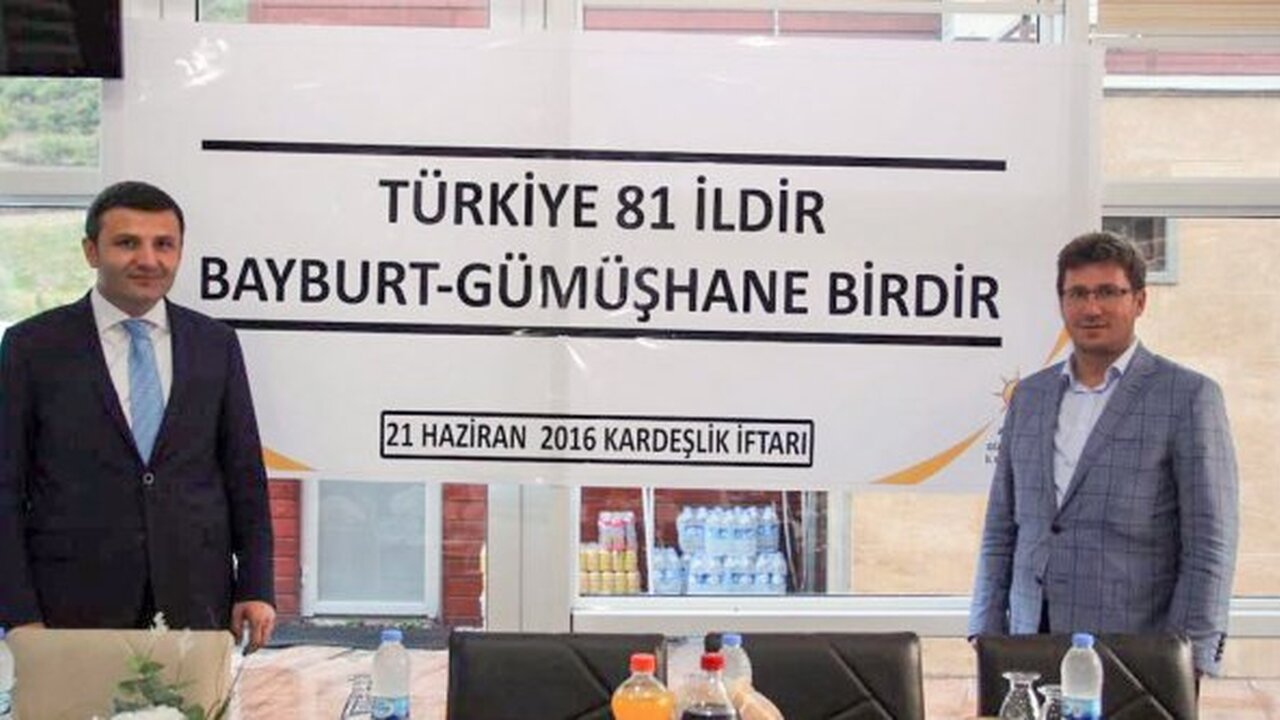 TÜRKİYE 81 İLDİR
BAYBURT-GÜMÜŞHANE BİRDİR
21 HAZİRAN 2016 KARDEŞLİK İFTARI